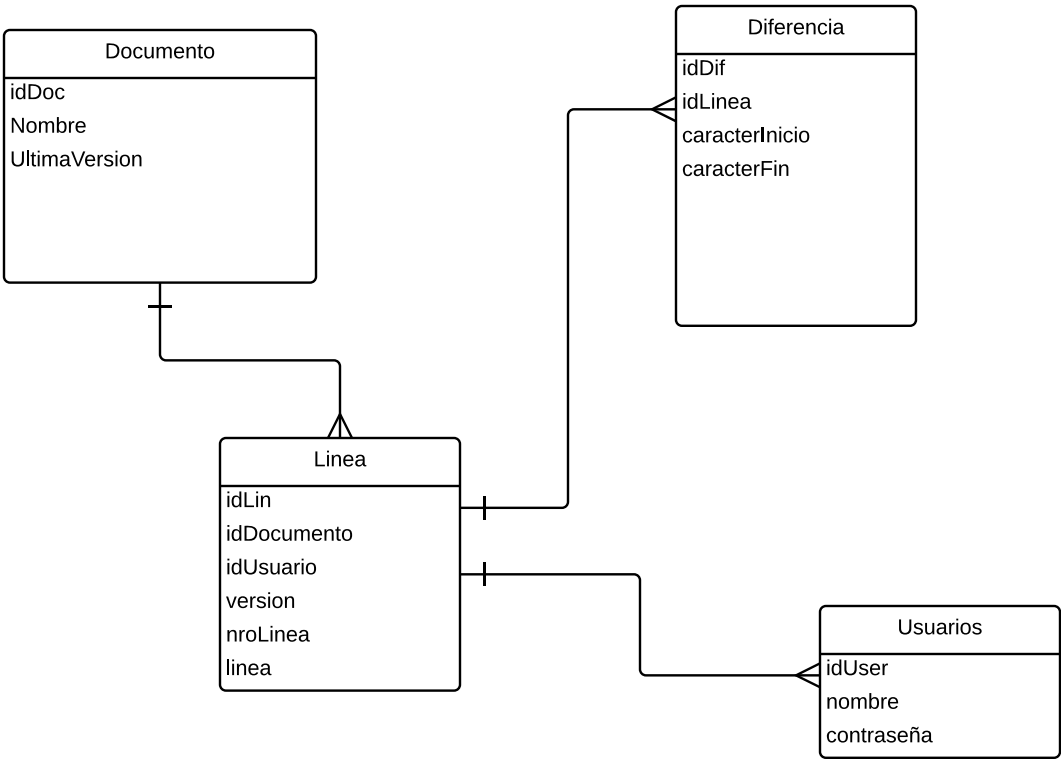 Documento
idDoc
Nombre
UltimaVersion
Diferencia
idDif
idLinea
caracterInicio
caracterFin
Linea
idLin
idDocumento
idUsuario
version
nroLinea
linea
Usuarios
idUser
nombre
contraseña